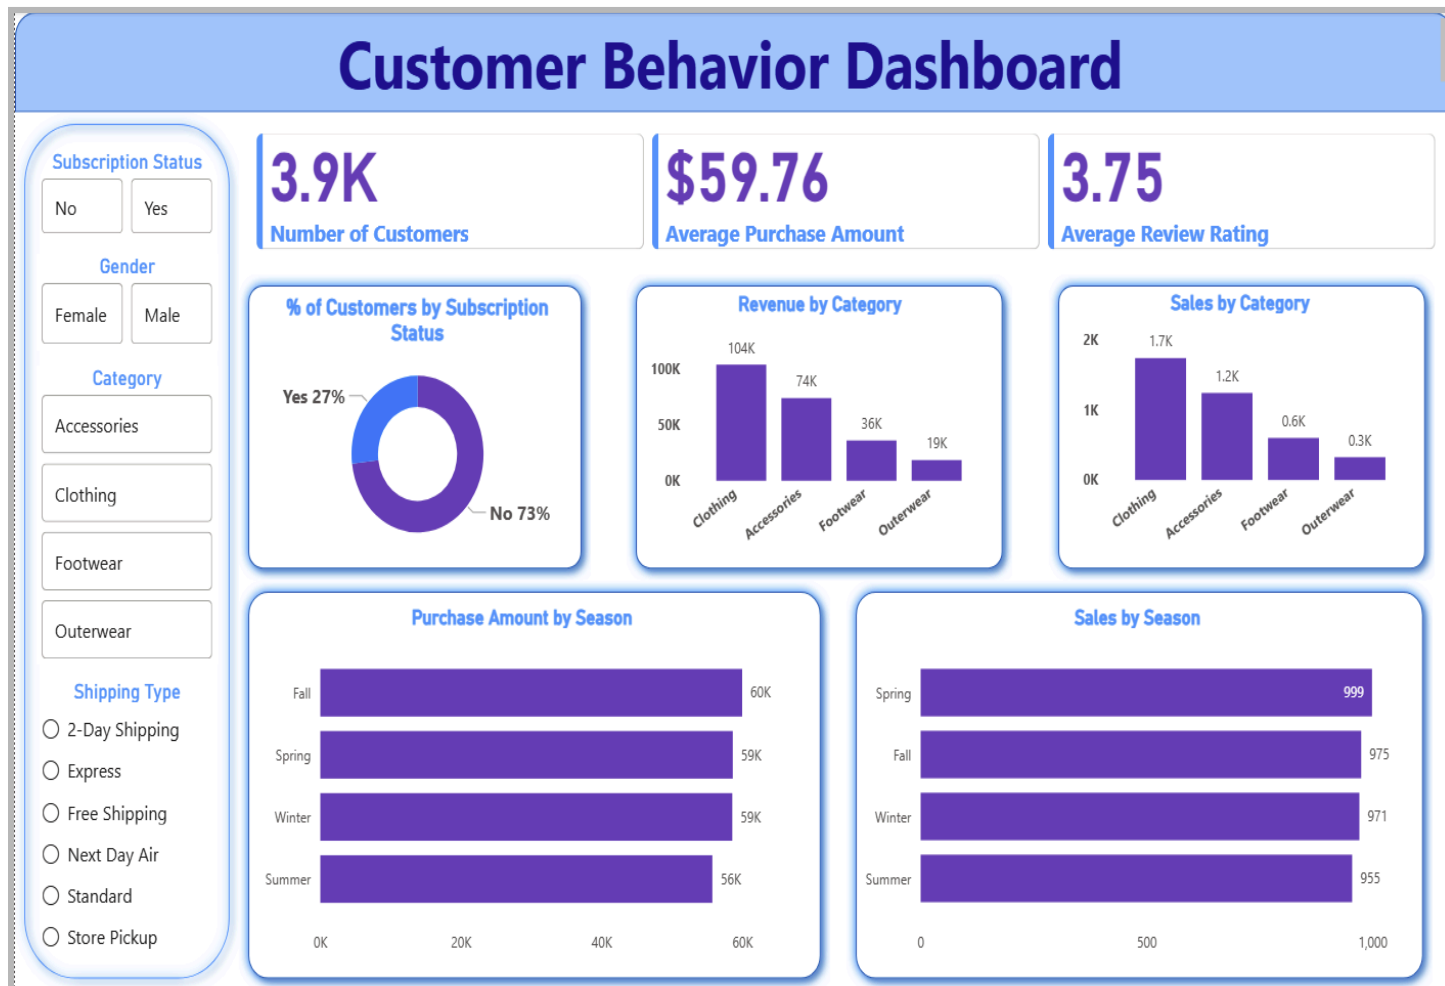 Customer Behavior Dashboard
Subscription Status
No
Yes
Gender
Female
Male
Category
Accessories
Clothing
Footwear
Outerwear
Shipping Type
2-Day Shipping
Express
Free Shipping
Next Day Air
Standard
Store Pickup
3.9K
Number of Customers
$59.76
Average Purchase Amount
3.75
Average Review Rating
% of Customers by Subscription
Status
Yes 27%
No 73%
Revenue by Category
100K
50K
0K
104K
74K
36K
19K
Clothing
Accessories
Footwear
Outerwear
Sales by Category
2K
1K
0K
1.7K
1.2K
0.6K
0.3K
Clothing
Accessories
Footwear
Outerwear
Purchase Amount by Season
Fall
60K
Spring
59K
Winter
59K
Summer
56K
0K
20K
40K
60K
Sales by Season
Spring
999
Fall
975
Winter
971
Summer
955
0
500
1,000